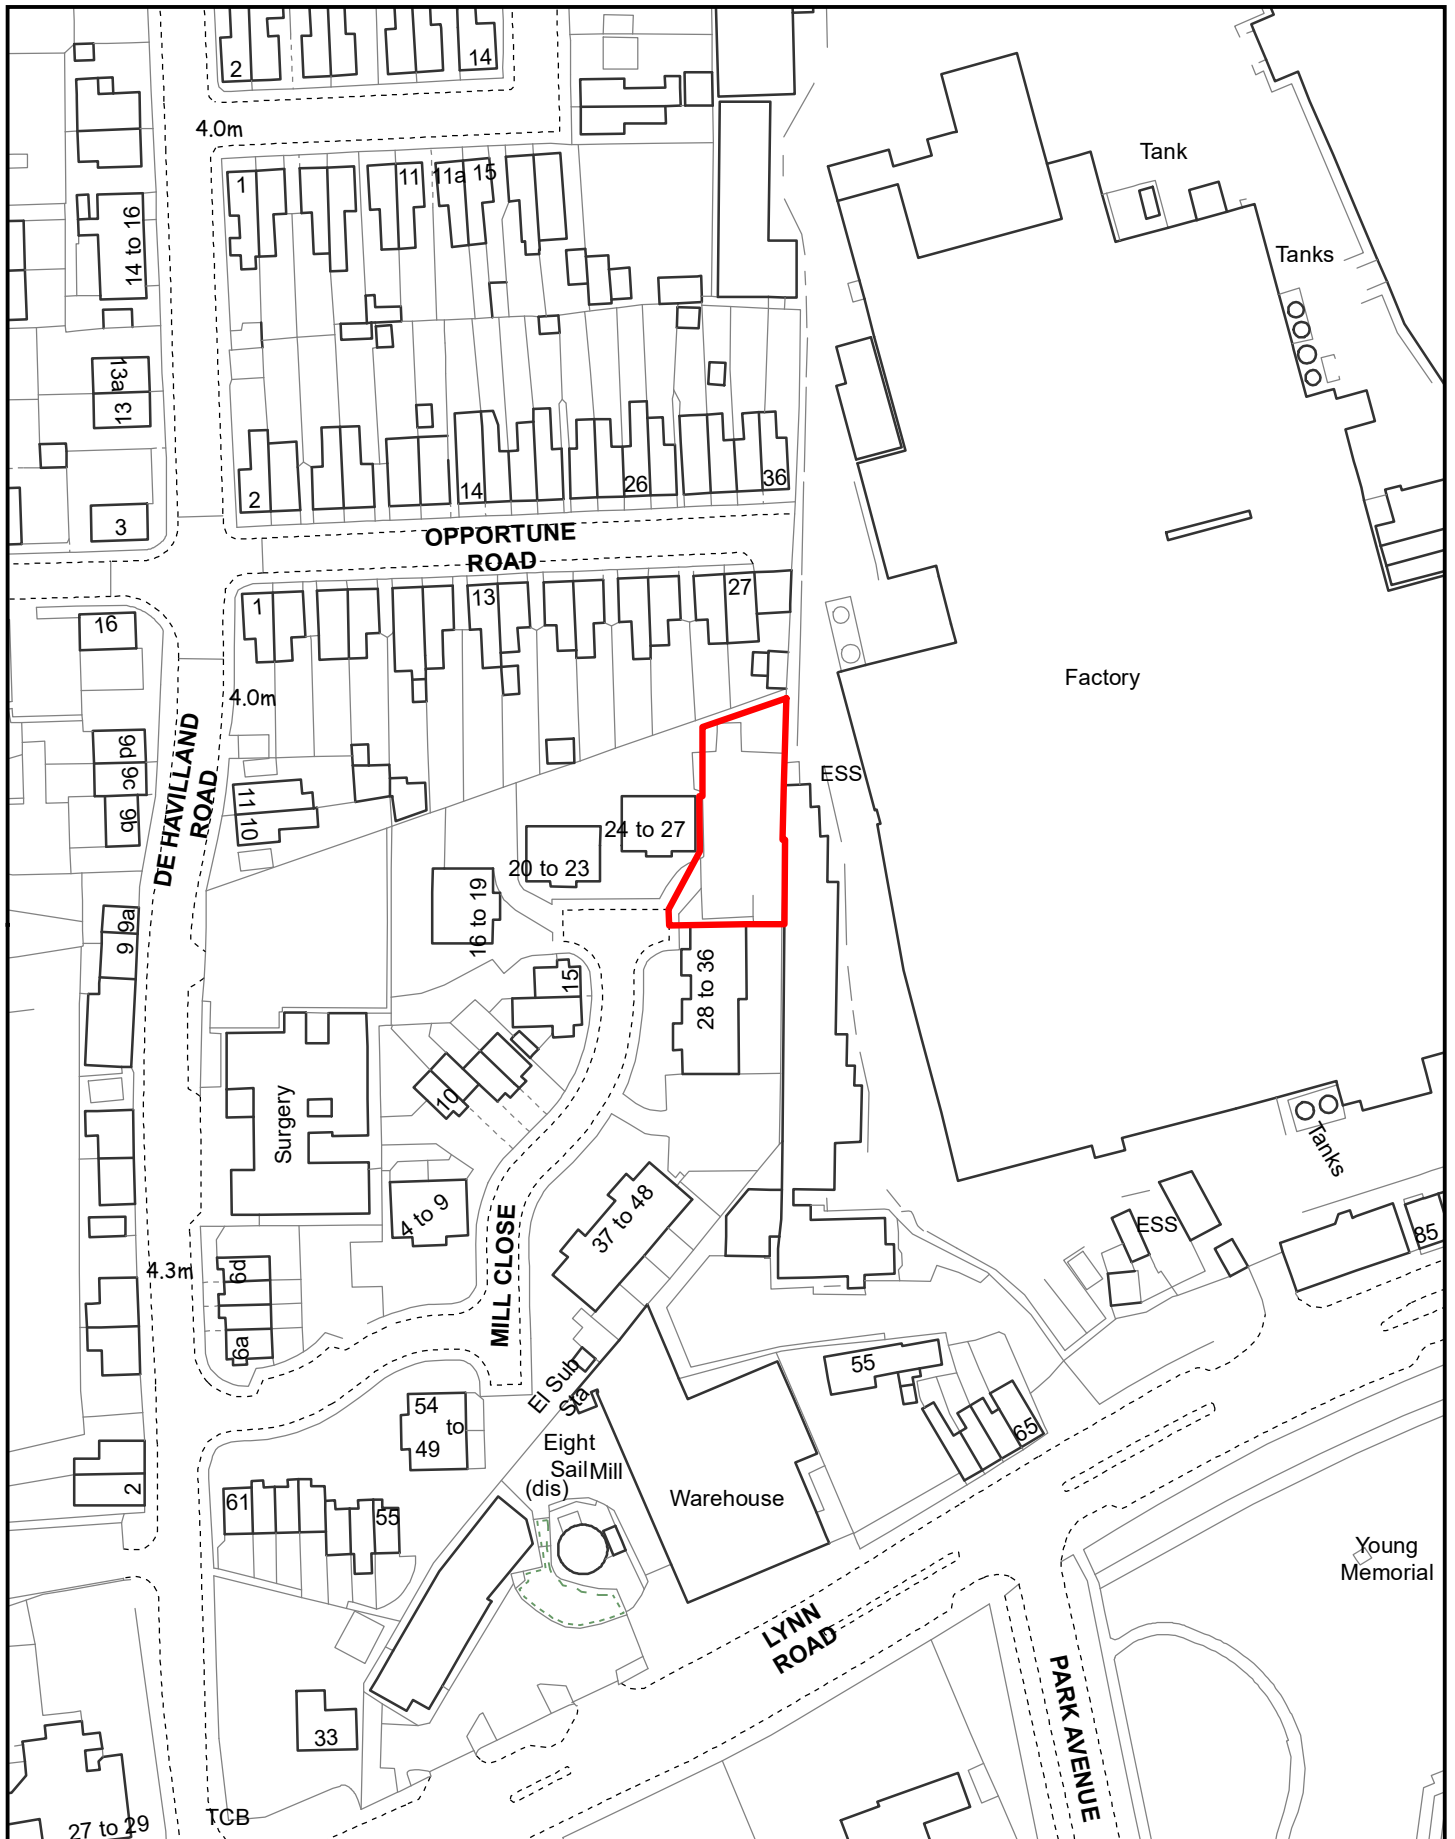 2
14
4.0m
Tank
1
11
11a
15
14 to 16
Tanks
13a
13
2
14
26
36
3
OPPORTUNE
ROAD
1
13
27
16
Factory
4.0m
DE HAVILLAND
ROAD
9d
9c
9b
11
10
ESS
24 to 27
20 to 23
16 to 19
9a
9
15
28 to 36
10
Surgery
Tanks
4 to 9
37 to 48
MILL CLOSE
ESS
85
4.3m
6d
6a
El Sub
Sta
55
65
54
to
49
Eight
Sail Mill
(dis)
Warehouse
2
61
55
Young
Memorial
LYNN
ROAD
PARK AVENUE
33
TCB
27 to 29